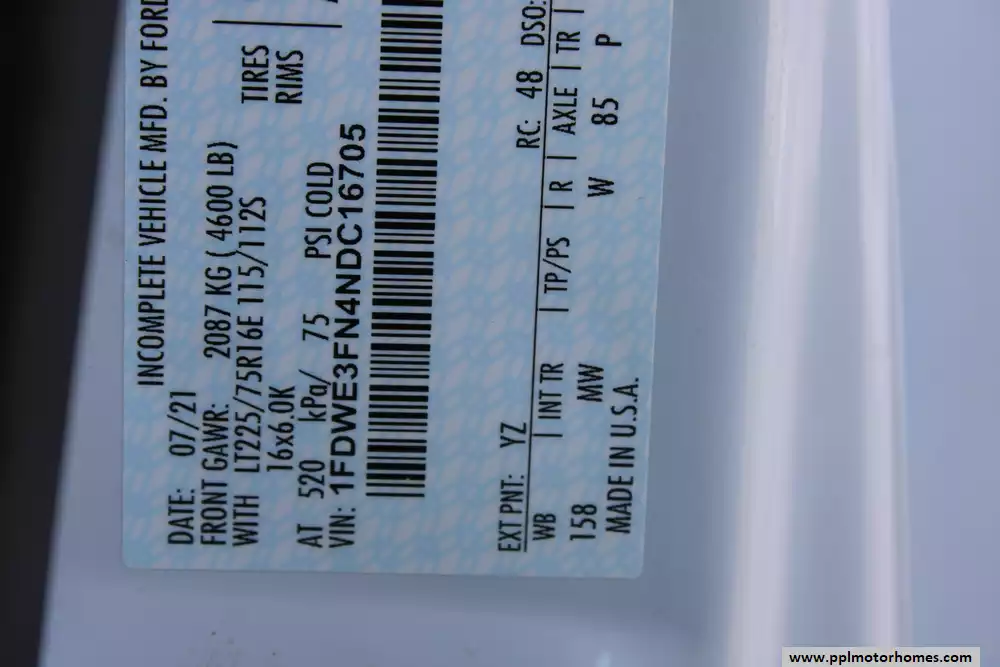 INCOMPLETE VEHICLE MFD. BY FORD
DATE: 07/21
FRONT GAWR: 2087 KG ( 4600 LB)
WITH LT225/75R16E 115/112S TIRES
16x6.0K RIMS
AT 520 kPa/ 75 PSI COLD
VIN: 1FDWE3FN4NDC16705
EXT PNT: YZ RC: 48 DSO:
WB | INT TR | TP/PS | R | AXLE | TR |
158 MW W 85 P
MADE IN U.S.A.
www.pplmotorhomes.com